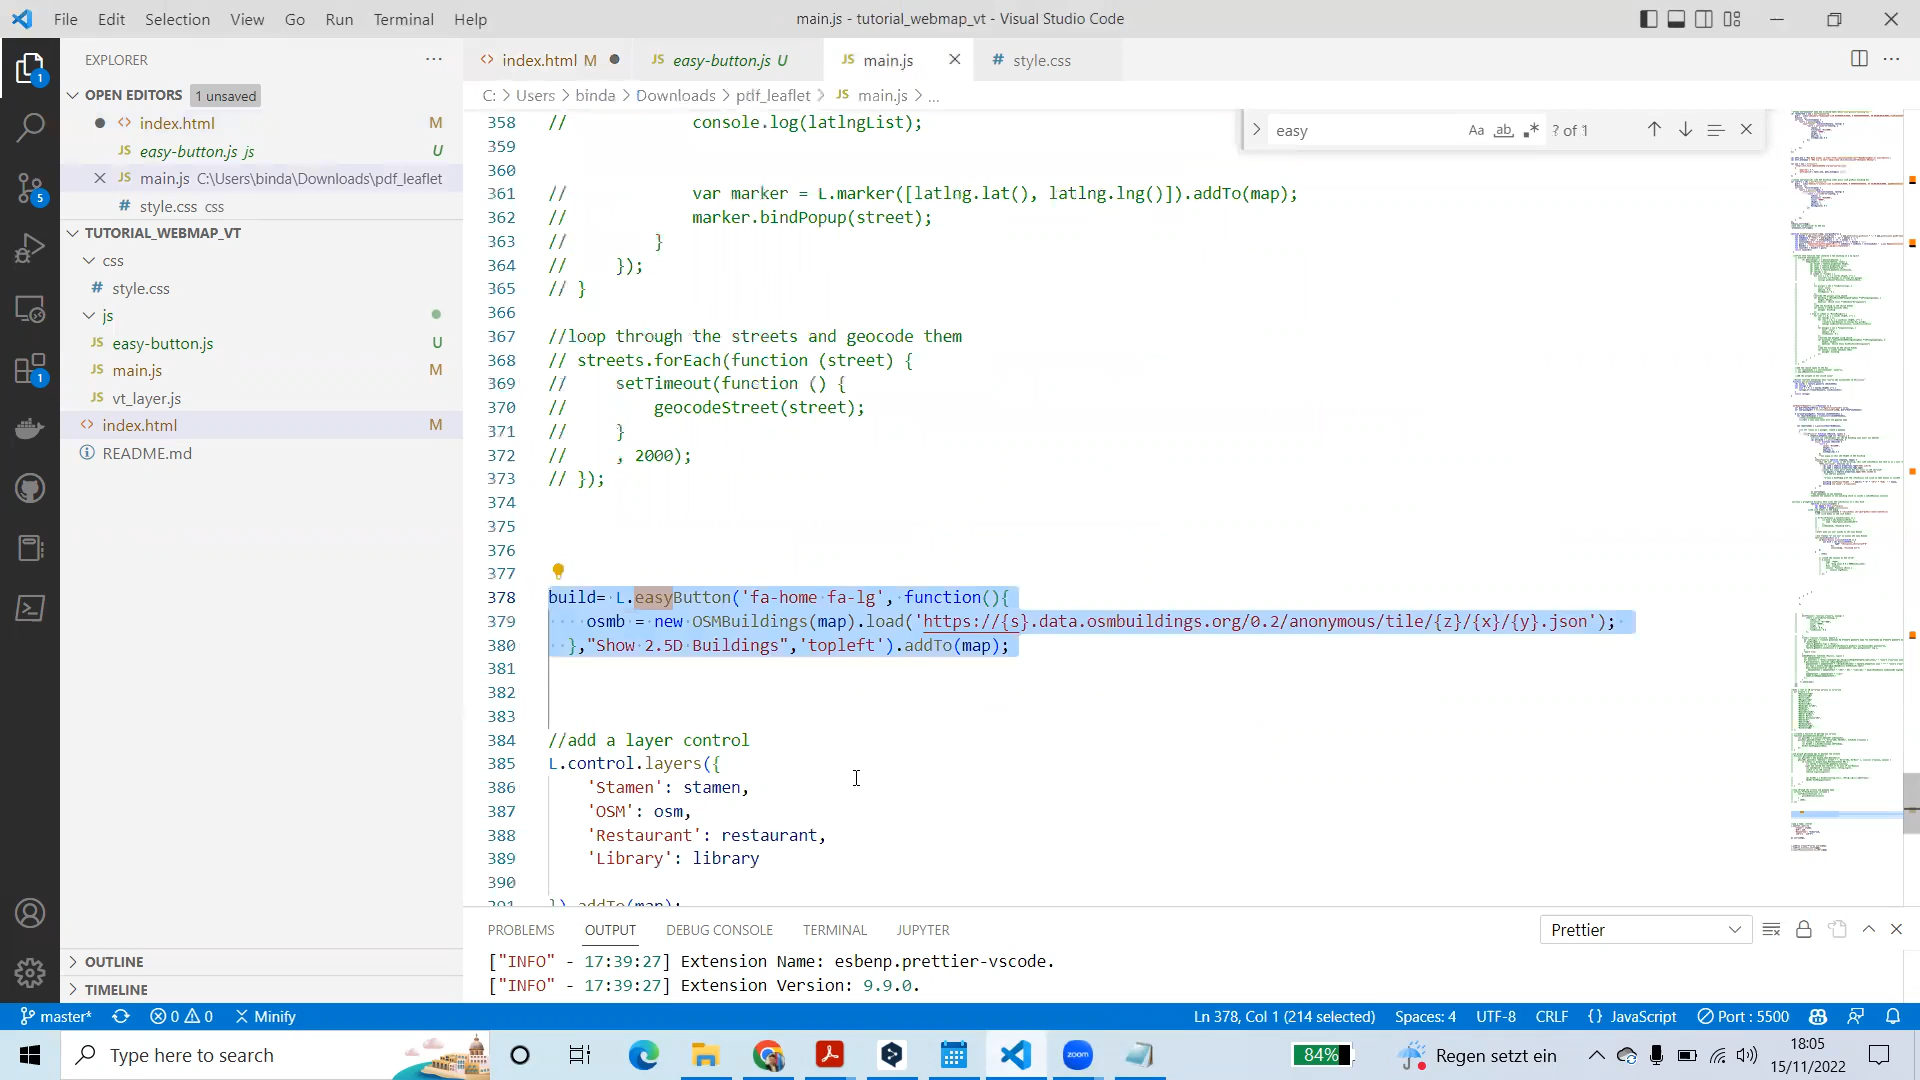 File Edit Selection View Go Run Terminal Help
main.js - tutorial_webmap_vt - Visual Studio Code
EXPLORER
OPEN EDITORS 1 unsaved
index.html M
easy-button.js js U
main.js C:\Users\binda\Downloads\pdf_leaflet
style.css css
TUTORIAL_WEBMAP_VT
css
style.css
js
easy-button.js U
main.js M
vt_layer.js
index.html M
README.md
OUTLINE
TIMELINE
index.html M
easy-button.js U
main.js
style.css
C: > Users > binda > Downloads > pdf_leaflet > main.js > ...
easy
Aa ab ? of 1
358 // console.log(latlngList);
359
360
361 // var marker = L.marker([latlng.lat(), latlng.lng()]).addTo(map);
362 // marker.bindPopup(street);
363 // }
364 // });
365 // }
366
367 //loop through the streets and geocode them
368 // streets.forEach(function (street) {
369 // setTimeout(function () {
370 // geocodeStreet(street);
371 // }
372 // , 2000);
373 // });
374
375
376
377
378 build= L.easyButton('fa-home fa-lg', function(){
379 osmb = new OSMBuildings(map).load('https://{s}.data.osmbuildings.org/0.2/anonymous/tile/{z}/{x}/{y}.json');
380 },"Show 2.5D Buildings",'topleft').addTo(map);
381
382
383
384 //add a layer control
385 L.control.layers({
386 'Stamen': stamen,
387 'OSM': osm,
388 'Restaurant': restaurant,
389 'Library': library
390
391 }).addTo(map);
PROBLEMS OUTPUT DEBUG CONSOLE TERMINAL JUPYTER
Prettier
["INFO" - 17:39:27] Extension Name: esbenp.prettier-vscode.
["INFO" - 17:39:27] Extension Version: 9.9.0.
master* 0 0 Minify
Ln 378, Col 1 (214 selected) Spaces: 4 UTF-8 CRLF {} JavaScript Port : 5500
Type here to search
zoom
84%
Regen setzt ein
18:05
15/11/2022